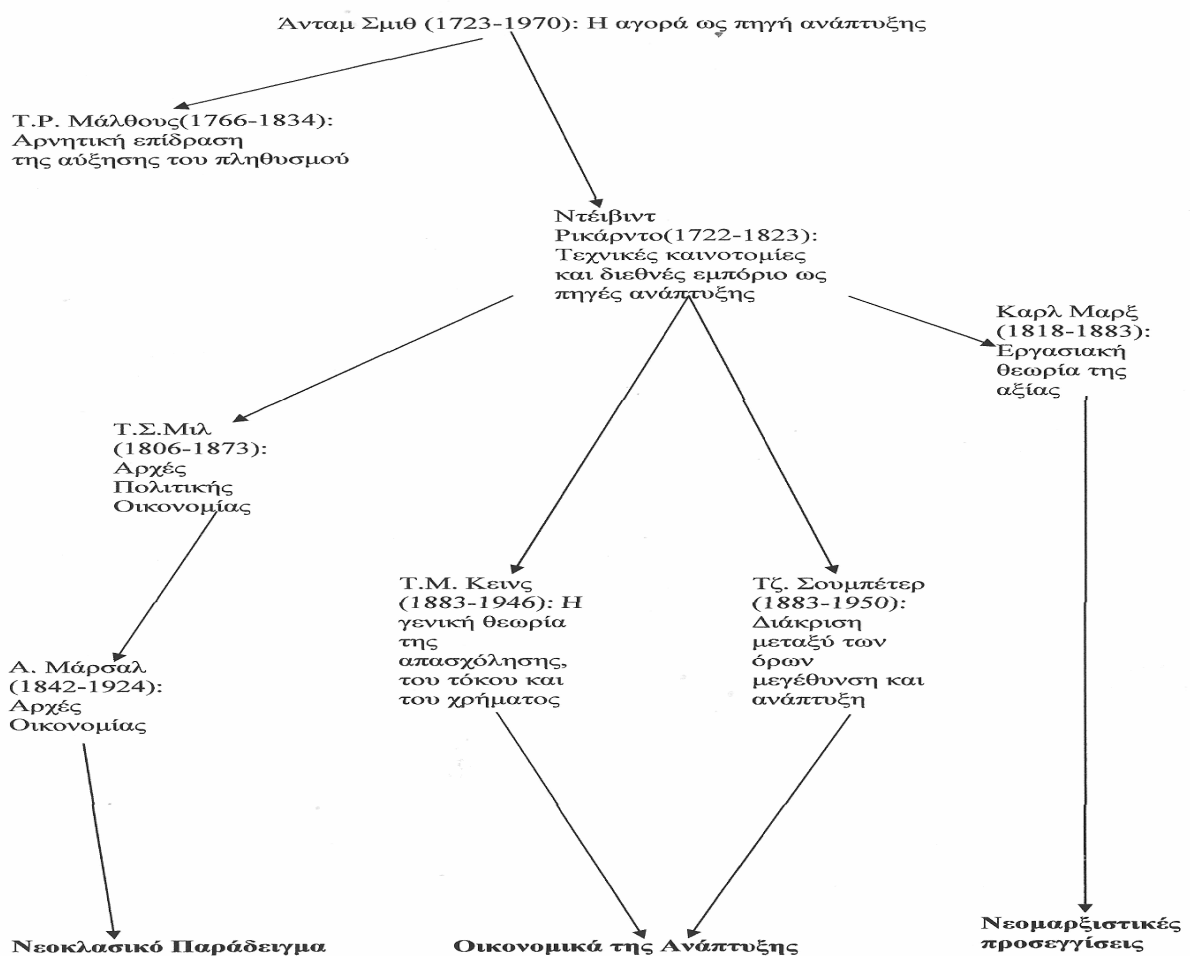 Άνταμ Σμιθ (1723-1970): Η αγορά ως πηγή ανάπτυξης
Τ.Ρ. Μάλθους(1766-1834):
Αρνητική επίδραση
της αύξησης του πληθυσμού
Ντέιβιντ
Ρικάρντο(1722-1823):
Τεχνικές καινοτομίες
και διεθνές εμπόριο ως
πηγές ανάπτυξης
Καρλ Μαρξ
(1818-1883):
Εργασιακή
θεωρία της
αξίας
Τ.Σ.Μιλ
(1806-1873):
Αρχές
Πολιτικής
Οικονομίας
Τ.Μ. Κεινς
(1883-1946): Η
γενική θεωρία
της
απασχόλησης,
του τόκου και
του χρήματος
Τζ. Σουμπέτερ
(1883-1950):
Διάκριση
μεταξύ των
όρων
μεγέθυνση και
ανάπτυξη
Α. Μάρσαλ
(1842-1924):
Αρχές
Οικονομίας
Νεοκλασικό Παράδειγμα
Οικονομικά της Ανάπτυξης
Νεομαρξιστικές
προσεγγίσεις